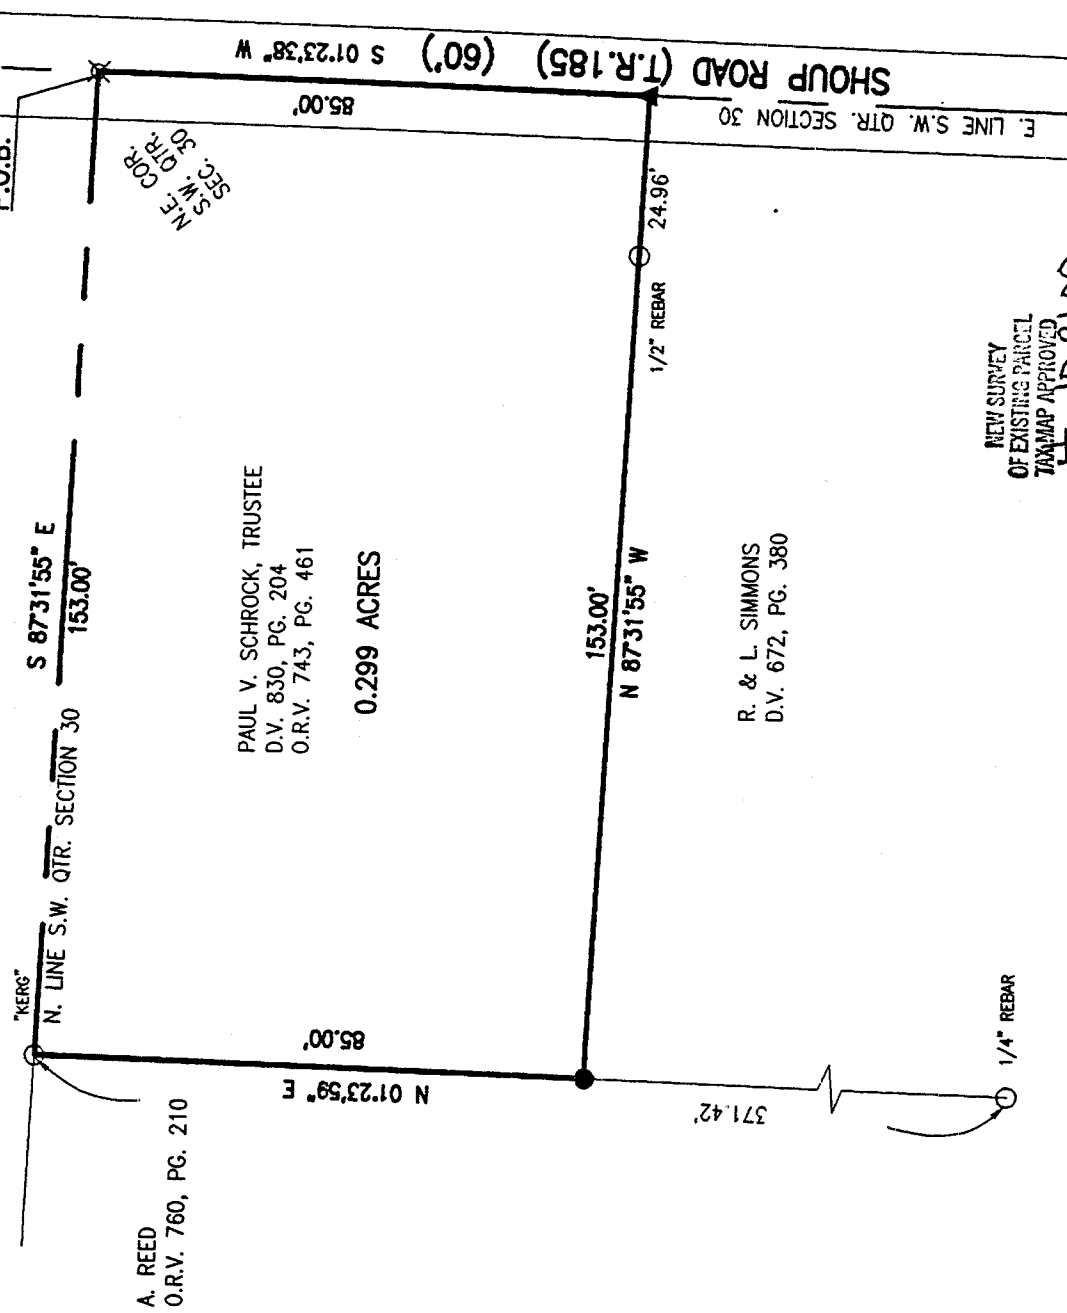 SHOUP ROAD (T.R.185) (60') S 01°23'38" W
E. LINE S.W. QTR. SECTION 30
85.00'
P.O.B.
N.E. COR.
S.W. QTR.
SEC. 30
24.96'
1/2" REBAR
S 87°31'55" E
153.00'
N. LINE S.W. QTR. SECTION 30
"KERG"
PAUL V. SCHROCK, TRUSTEE
D.V. 830, PG. 204
O.R.V. 743, PG. 461
0.299 ACRES
153.00'
N 87°31'55" W
R. & L. SIMMONS
D.V. 672, PG. 380
NEW SURVEY
OF EXISTING PARCEL
TAX MAP APPROVED
85.00'
N 01°23'59" E
371.42'
1/4" REBAR
A. REED
O.R.V. 760, PG. 210